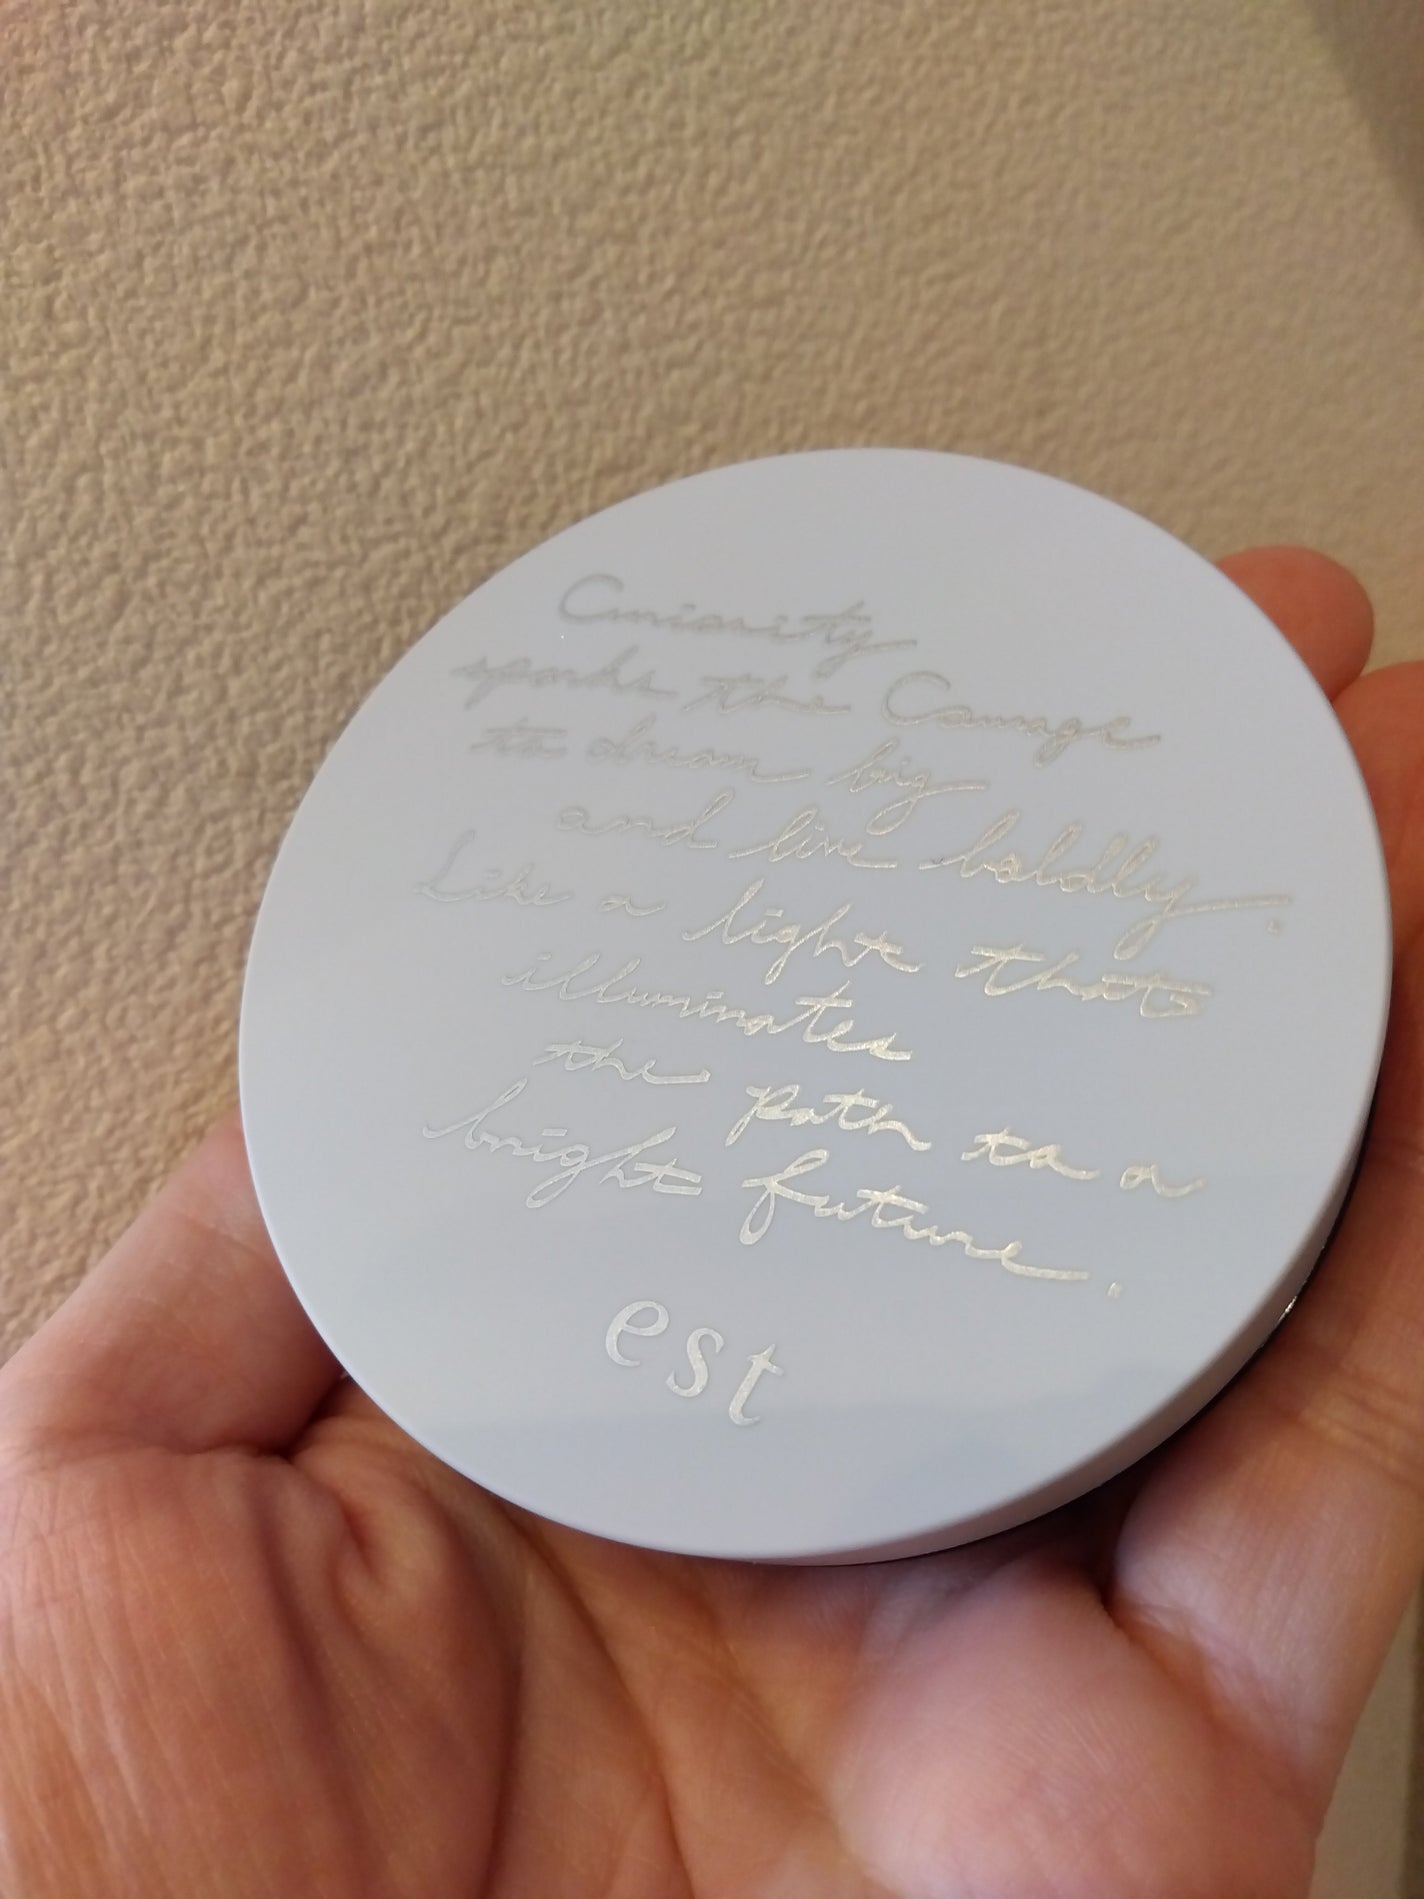 Curiosity
sparks the Courage
to dream big
and live boldly.
Like a light that
illuminates
the path to a
bright future.
est